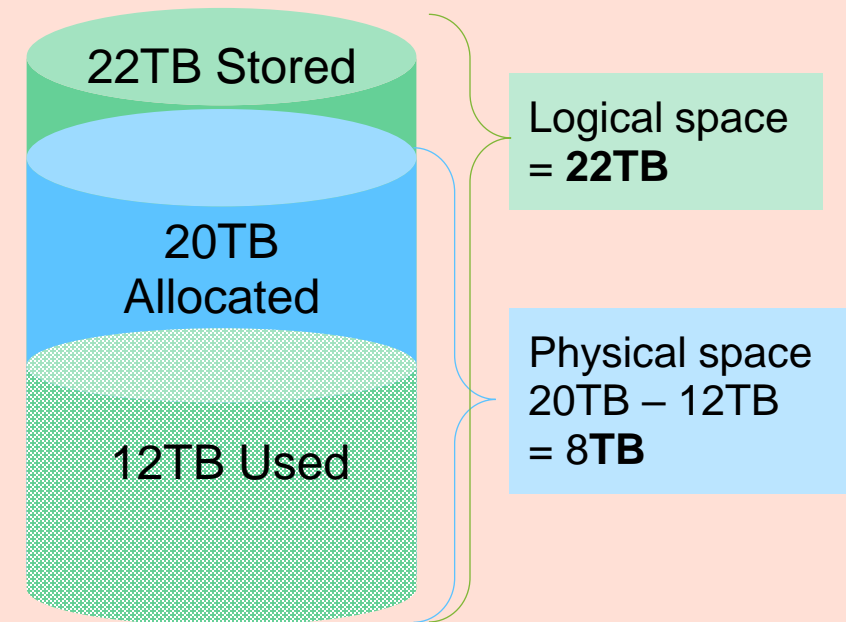 22TB Stored
Logical space
= 22TB
20TB
Allocated
Physical space
20TB – 12TB
= 8TB
12TB Used